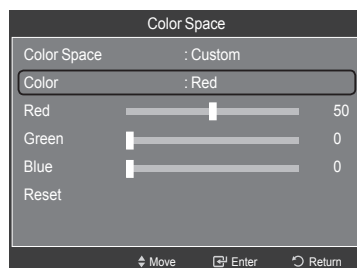 Color Space
Color Space : Custom
Color : Red
Red 50
Green 0
Blue 0
Reset
Move Enter Return